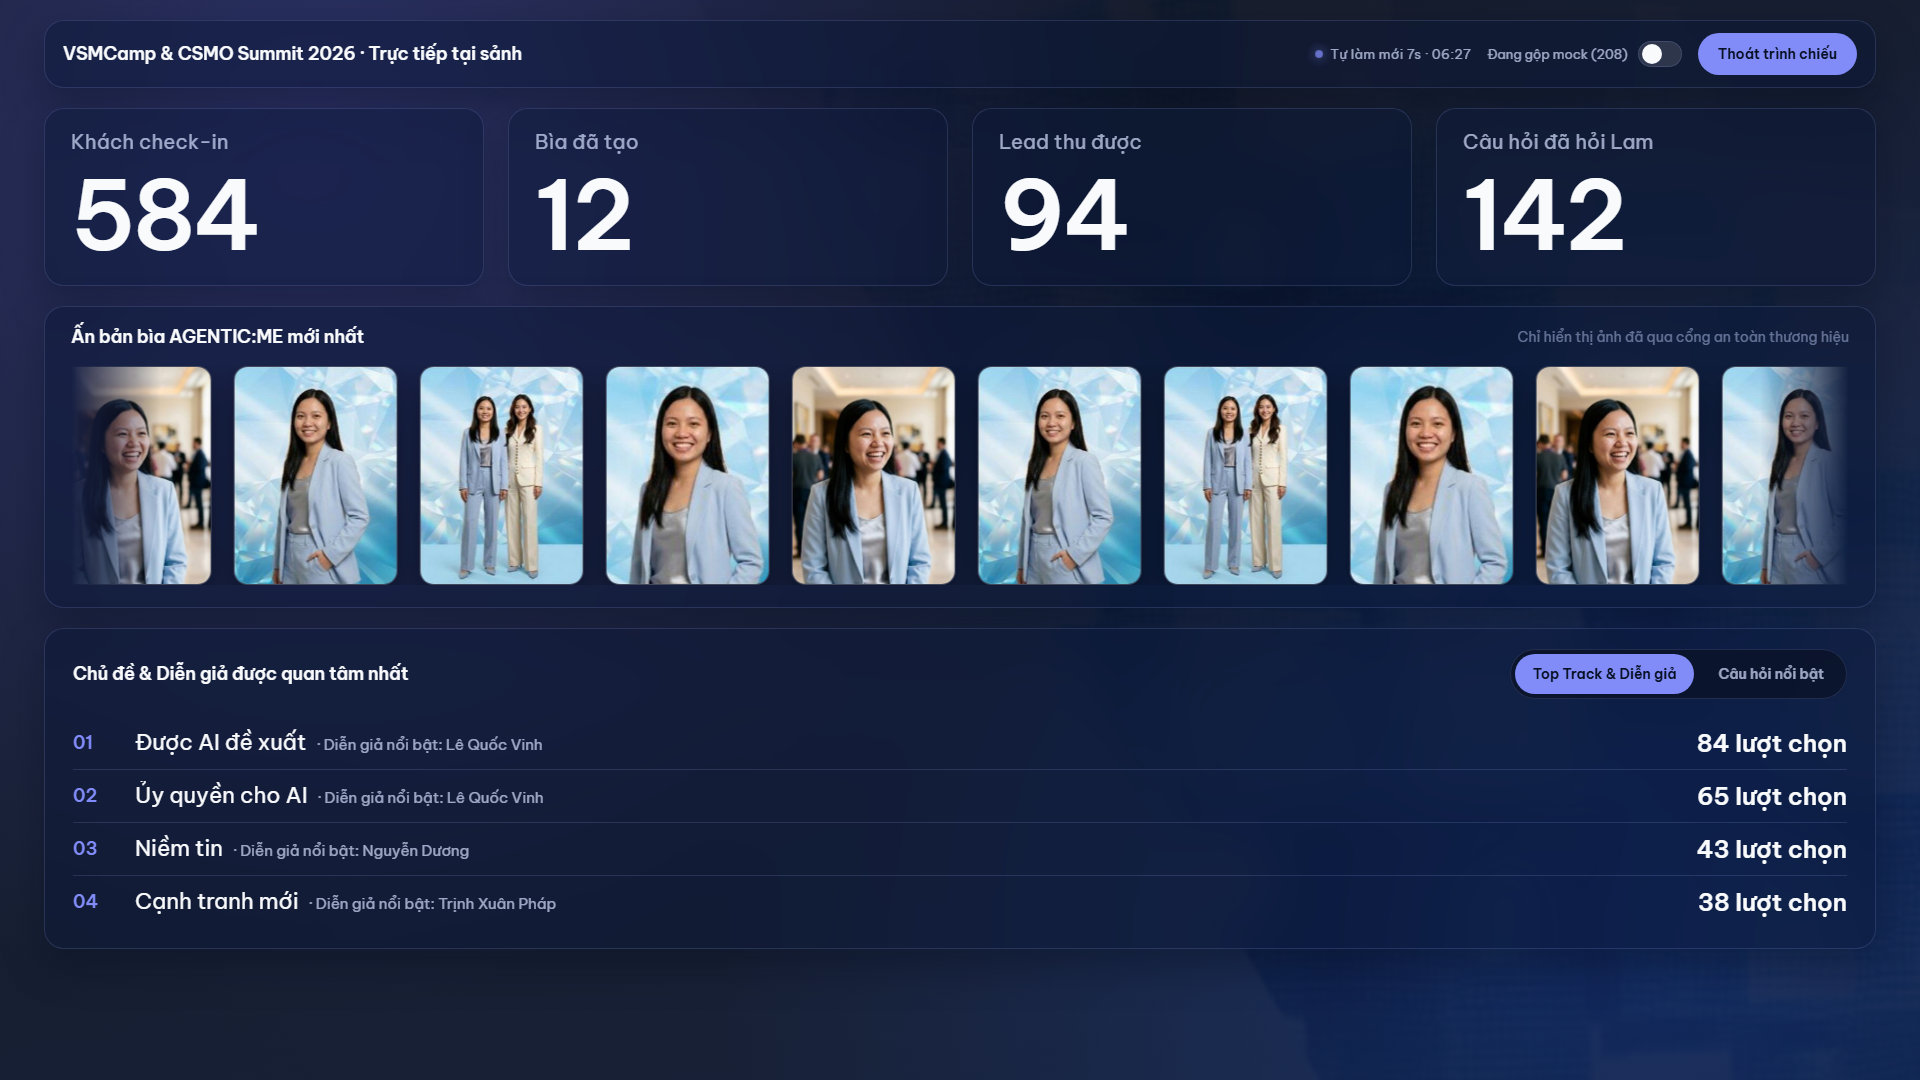 VSMCamp & CSMO Summit 2026 · Trực tiếp tại sảnh
Tự làm mới 7s · 06:27
Đang gộp mock (208)
Thoát trình chiếu
Khách check-in
584
Bìa đã tạo
12
Lead thu được
94
Câu hỏi đã hỏi Lam
142
Ấn bản bìa AGENTIC:ME mới nhất
Chỉ hiển thị ảnh đã qua cổng an toàn thương hiệu
Chủ đề & Diễn giả được quan tâm nhất
Top Track & Diễn giả
Câu hỏi nổi bật
01 Được AI đề xuất · Diễn giả nổi bật: Lê Quốc Vinh 84 lượt chọn
02 Ủy quyền cho AI · Diễn giả nổi bật: Lê Quốc Vinh 65 lượt chọn
03 Niềm tin · Diễn giả nổi bật: Nguyễn Dương 43 lượt chọn
04 Cạnh tranh mới · Diễn giả nổi bật: Trịnh Xuân Pháp 38 lượt chọn